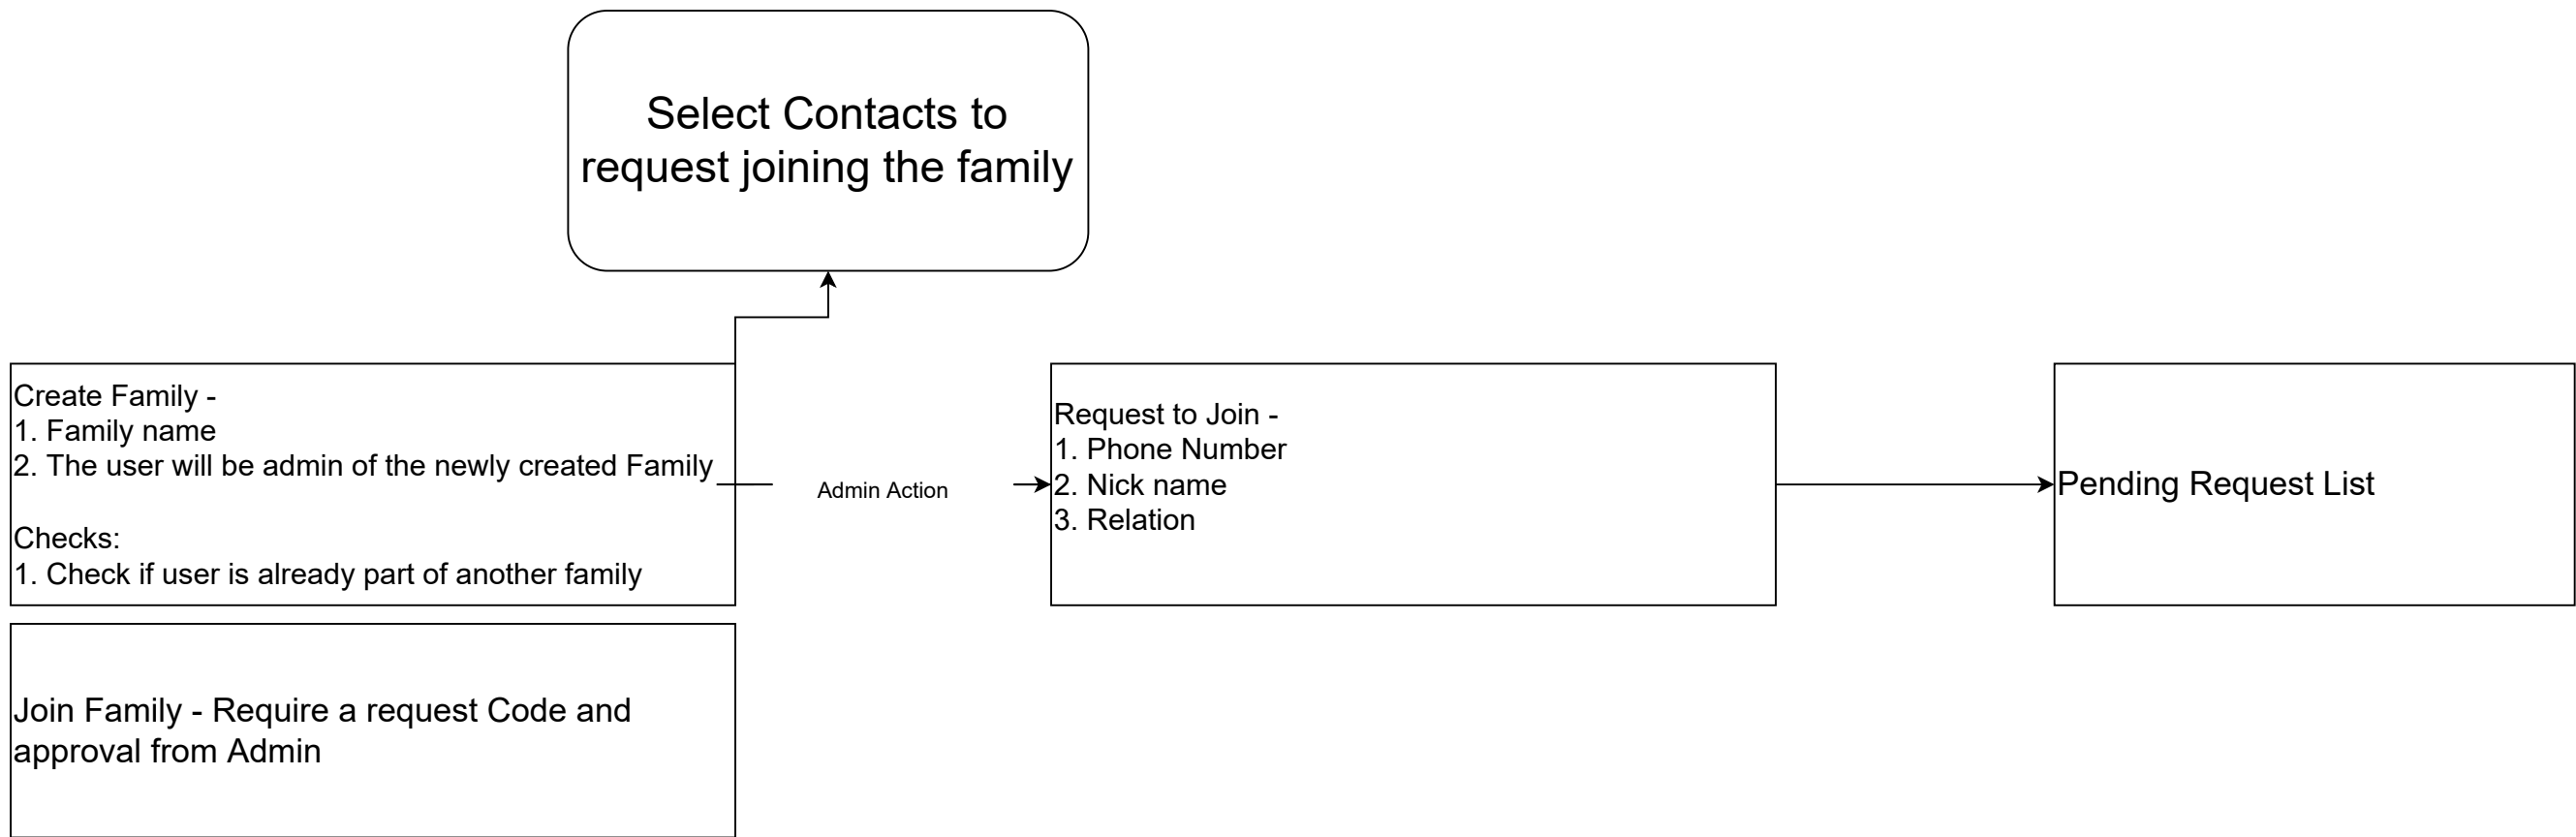 Select Contacts to
request joining the family
Create Family -
1. Family name
2. The user will be admin of the newly created Family
Checks:
1. Check if user is already part of another family
Admin Action
Request to Join -
1. Phone Number
2. Nick name
3. Relation
Pending Request List
Join Family - Require a request Code and
approval from Admin